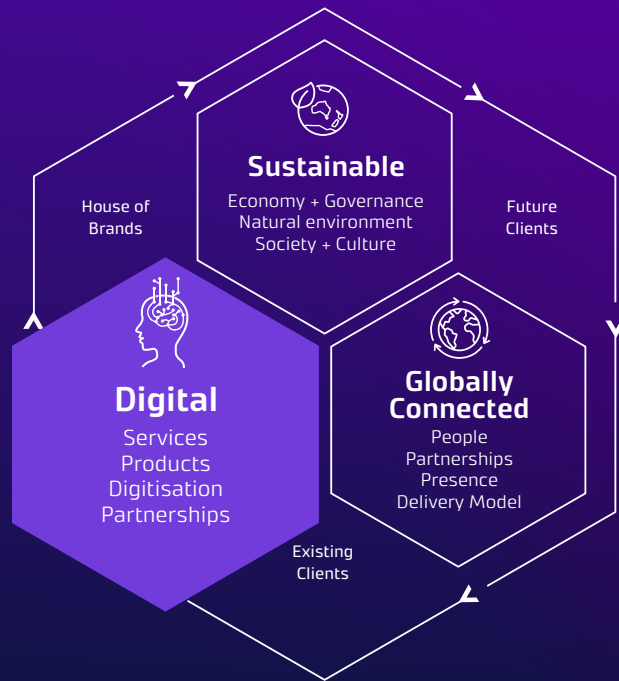 Sustainable
Economy + Governance
Natural environment
Society + Culture
House of
Brands
Future
Clients
Digital
Services
Products
Digitisation
Partnerships
Globally
Connected
People
Partnerships
Presence
Delivery Model
Existing
Clients